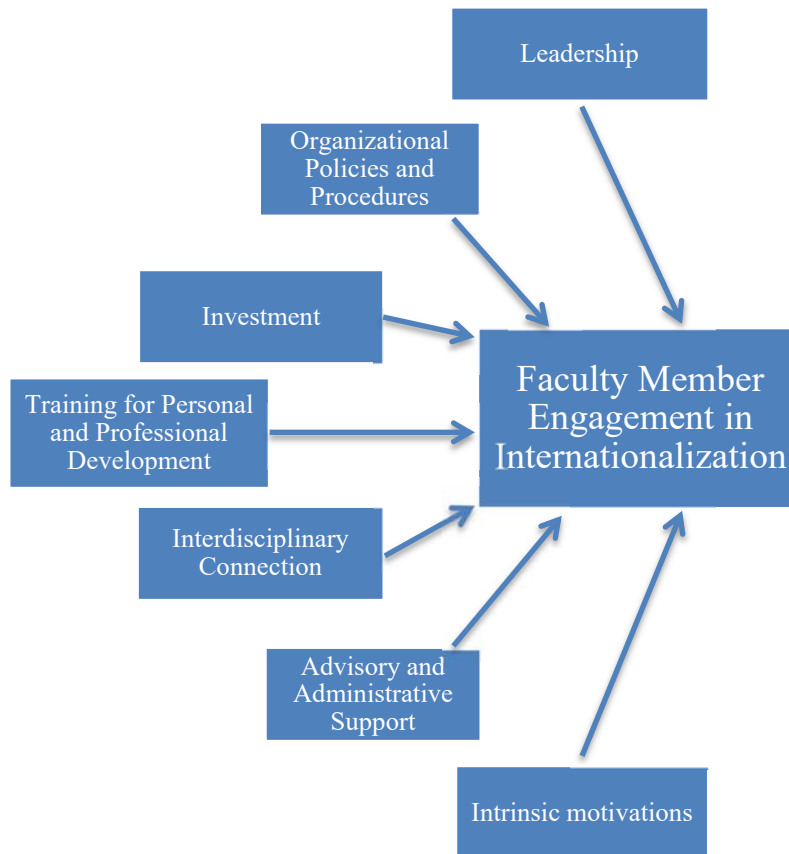 Leadership
Organizational
Policies and
Procedures
Investment
Faculty Member
Engagement in
Internationalization
Training for Personal
and Professional
Development
Interdisciplinary
Connection
Advisory and
Administrative
Support
Intrinsic motivations